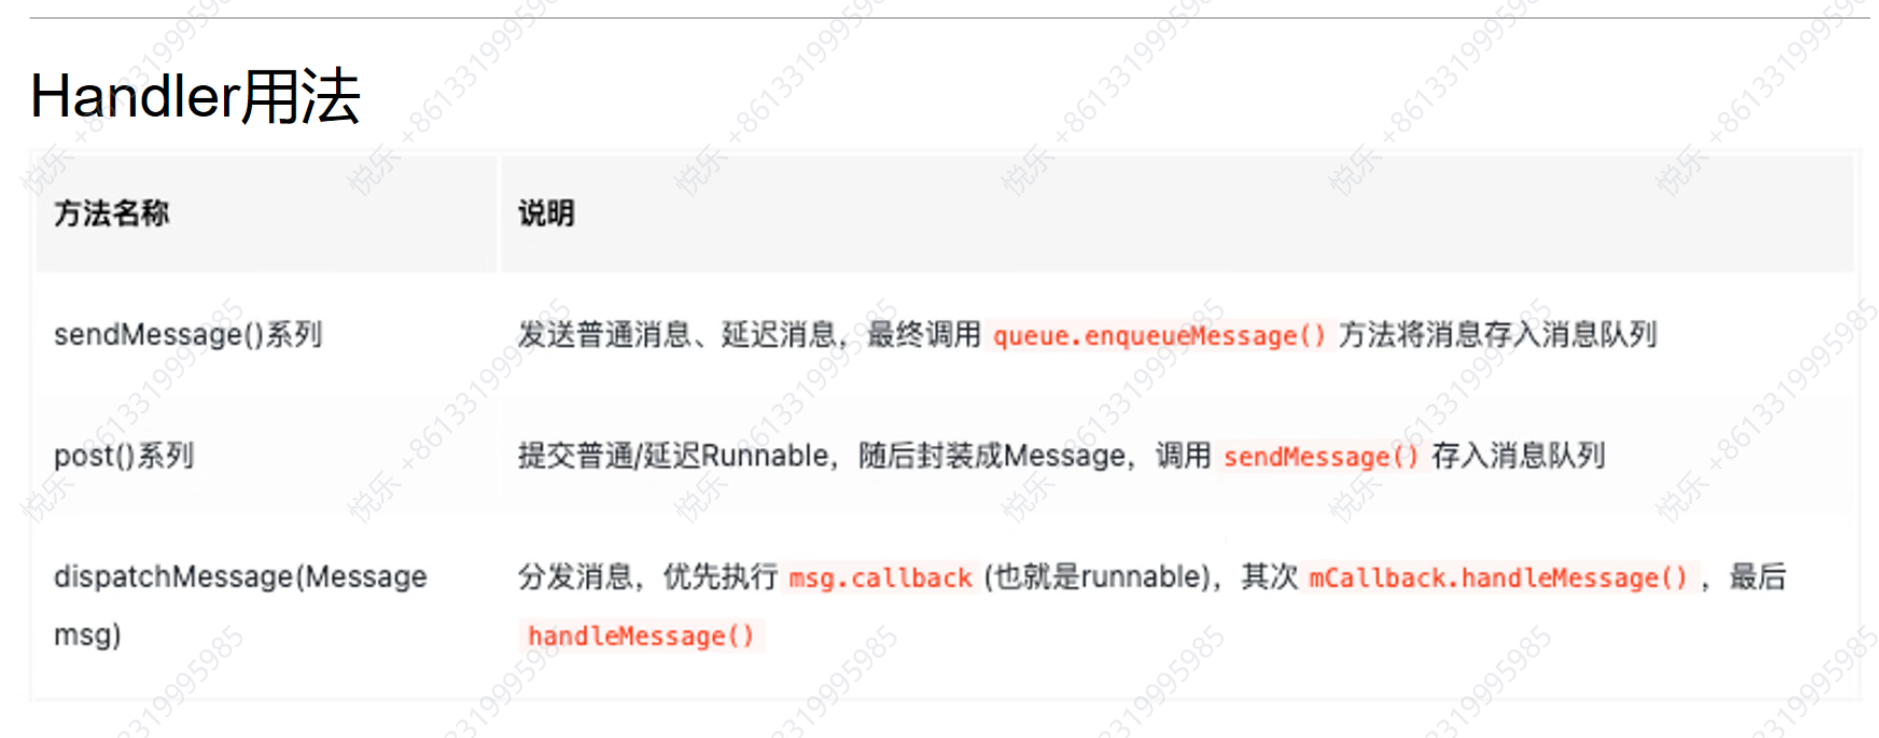 Handler用法
方法名称 说明
sendMessage()系列 发送普通消息、延迟消息，最终调用 queue.enqueueMessage() 方法将消息存入消息队列
post()系列 提交普通/延迟Runnable，随后封装成Message，调用 sendMessage() 存入消息队列
dispatchMessage(Message 分发消息，优先执行 msg.callback (也就是runnable)，其次 mCallback.handleMessage() ，最后
msg) handleMessage()
悦乐 +8613319995985